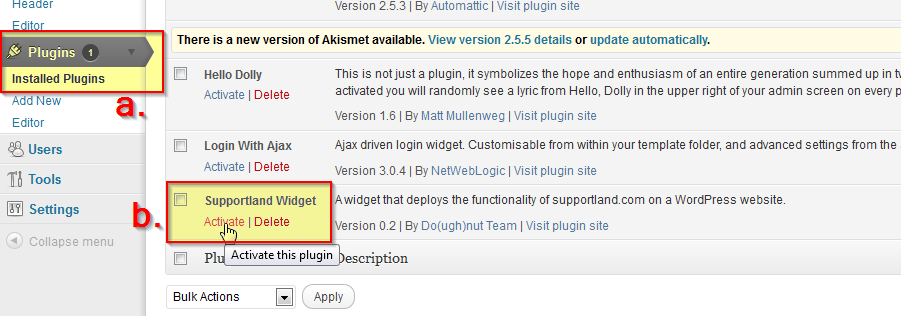 Header
Editor
Plugins 1
Installed Plugins
a.
Add New
Editor
Users
Tools
Settings
Collapse menu
Version 2.5.3 | By Automattic | Visit plugin site
There is a new version of Akismet available. View version 2.5.5 details or update automatically.
Hello Dolly
Activate | Delete
This is not just a plugin, it symbolizes the hope and enthusiasm of an entire generation summed up in
activated you will randomly see a lyric from Hello, Dolly in the upper right of your admin screen on every
Version 1.6 | By Matt Mullenweg | Visit plugin site
Login With Ajax
Activate | Delete
Ajax driven login widget. Customisable from within your template folder, and advanced settings from the
Version 3.0.4 | By NetWebLogic | Visit plugin site
b.
Supportland Widget
Activate | Delete
A widget that deploys the functionality of supportland.com on a WordPress website.
Version 0.2 | By Do(ugh)nut Team | Visit plugin site
Activate this plugin
Description
Bulk Actions
Apply